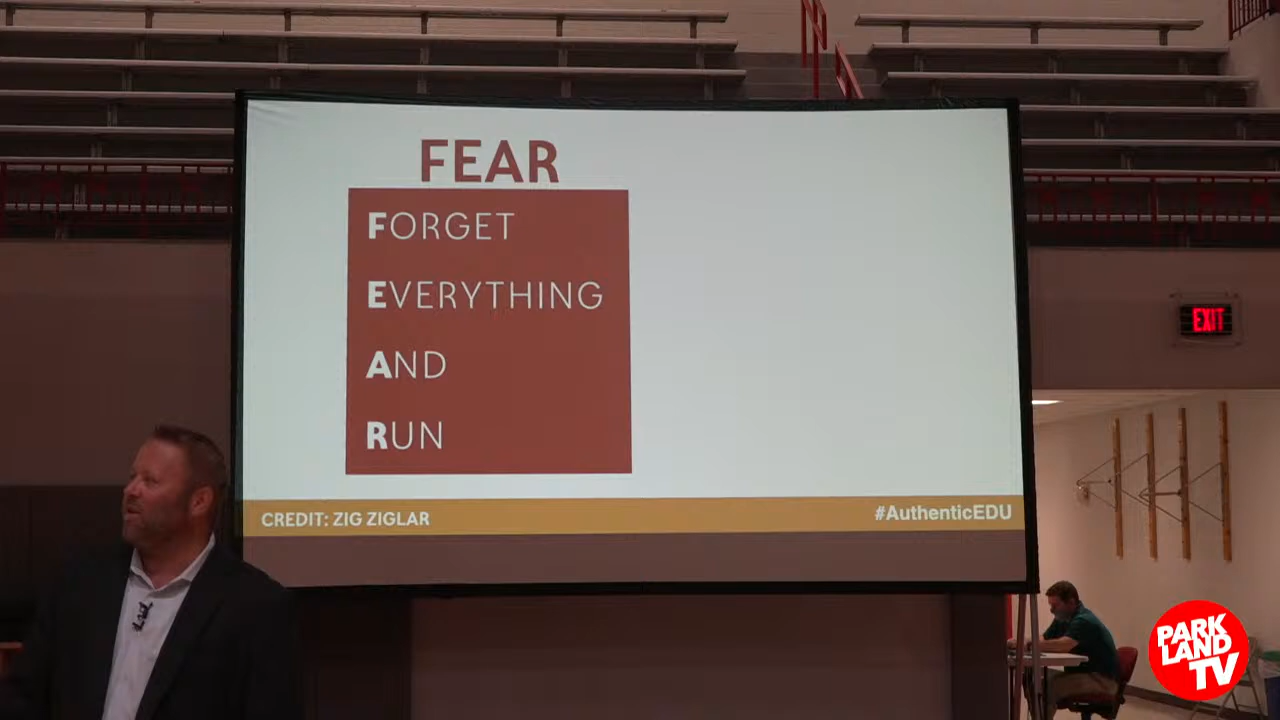 FEAR
FORGET
EVERYTHING
AND
RUN
CREDIT: ZIG ZIGLAR
#AuthenticEDU
EXIT
PARK
LAND
TV